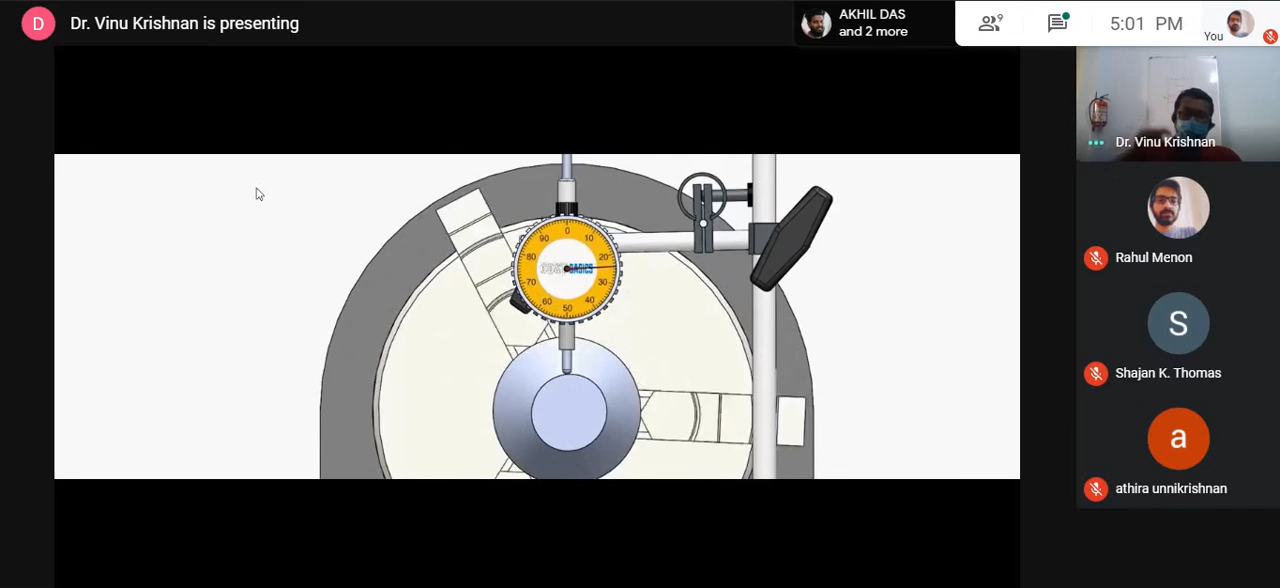 D
Dr. Vinu Krishnan is presenting
AKHIL DAS
and 2 more
9
5:01 PM
You
Dr. Vinu Krishnan
Rahul Menon
S
Shajan K. Thomas
a
athira unnikrishnan
0
10
20
30
40
50
60
70
80
90
BASICS